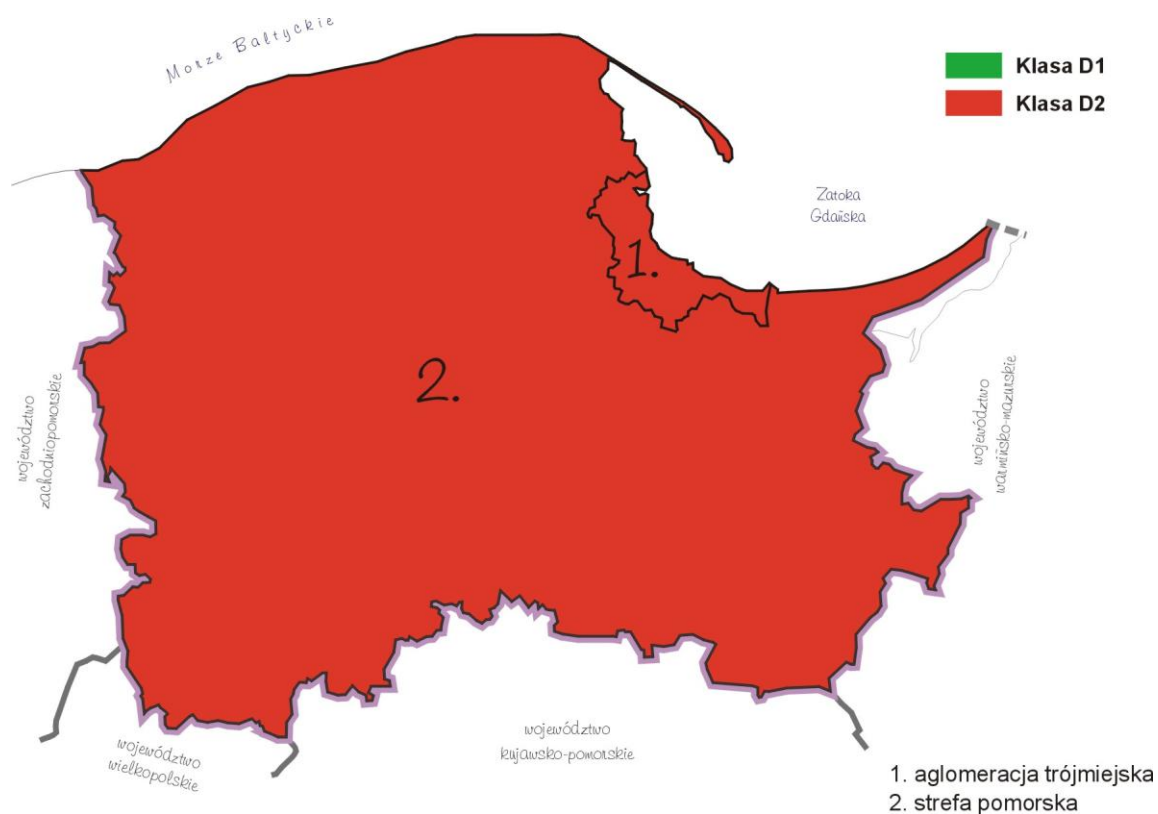 Morze Bałtyckie
Klasa D1
Klasa D2
Zatoka
Gdańska
1.
2.
województwo
zachodniopomorskie
województwo
warmińsko-mazurskie
województwo
wielkopolskie
województwo
kujawsko-pomorskie
1. aglomeracja trójmiejska
2. strefa pomorska